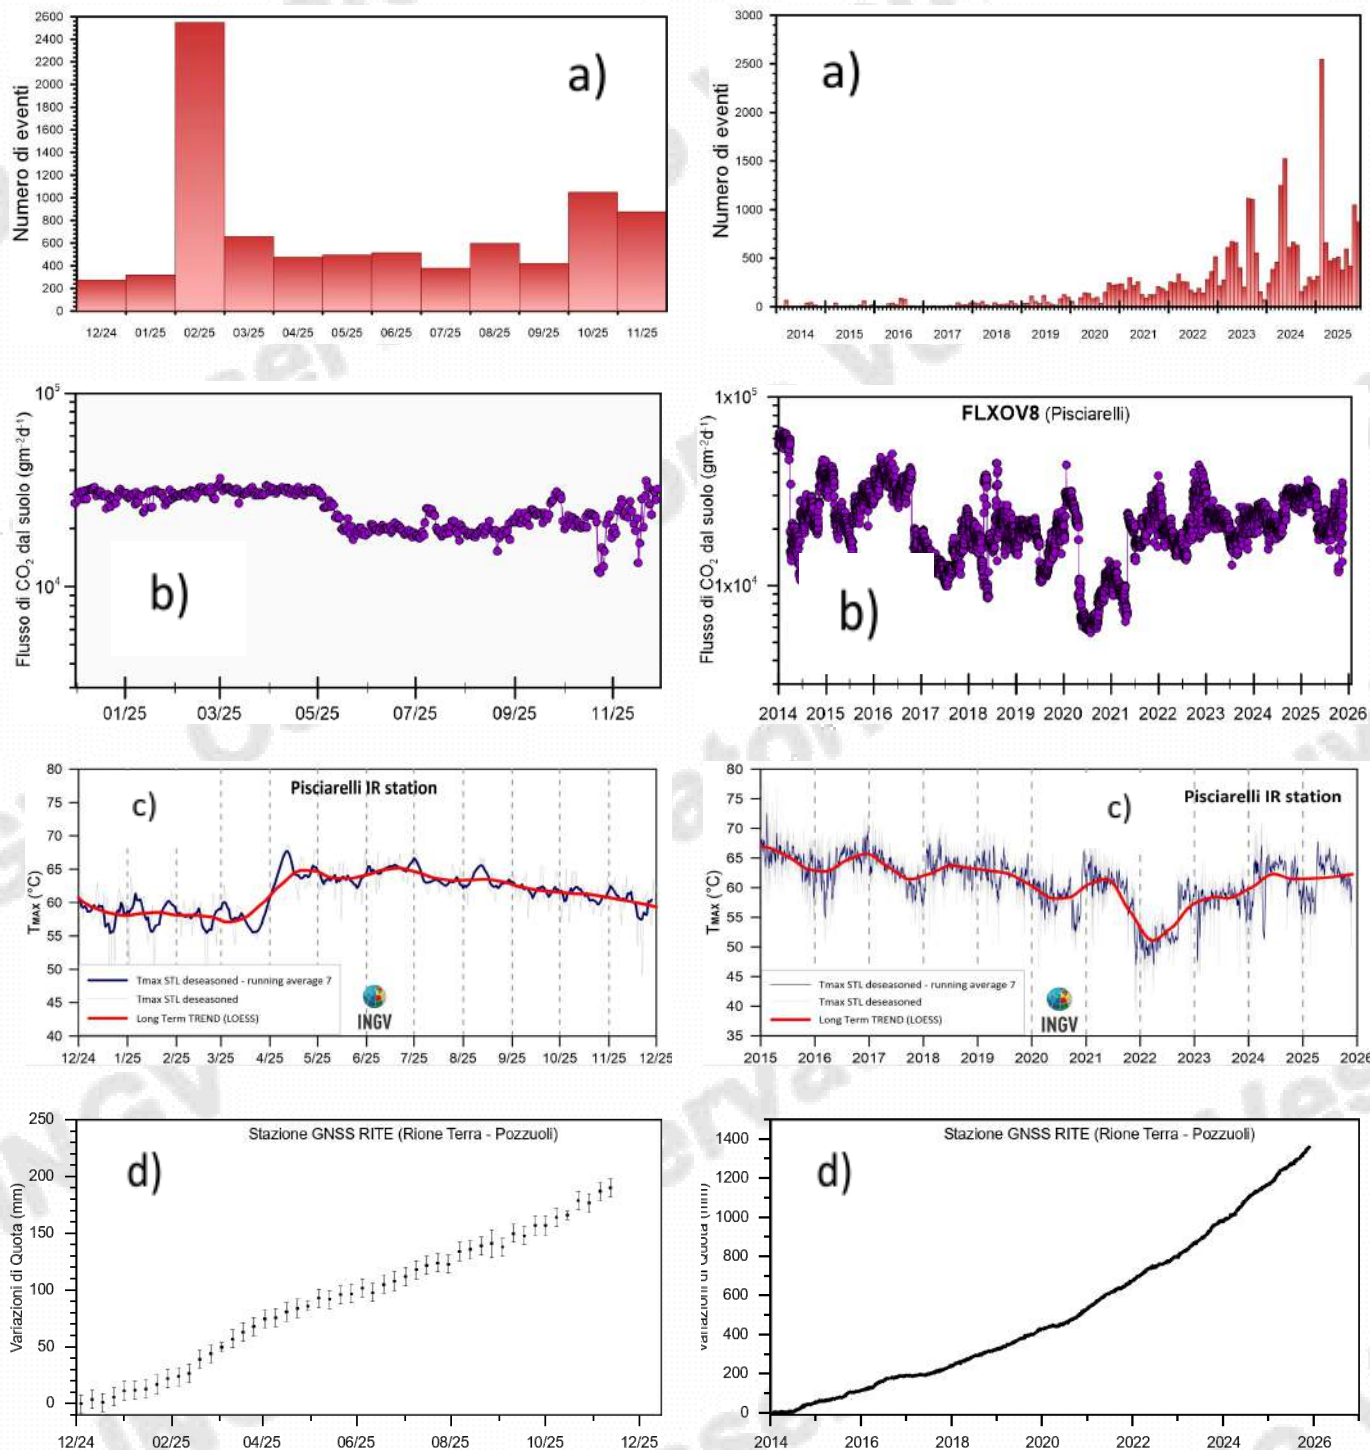 2600
2400
2200
2000
1800
1600
1400
1200
1000
800
600
400
200
0
Numero di eventi
a)
12/24 01/25 02/25 03/25 04/25 05/25 06/25 07/25 08/25 09/25 10/25 11/25
3000
2500
2000
1500
1000
500
0
Numero di eventi
a)
2014 2015 2016 2017 2018 2019 2020 2021 2022 2023 2024 2025
10⁵
10⁴
Flusso di CO₂ dal suolo (gm⁻²d⁻¹)
b)
01/25 03/25 05/25 07/25 09/25 11/25
1x10⁵
1x10⁴
Flusso di CO₂ dal suolo (gm⁻²d⁻¹)
FLXOV8 (Pisciarelli)
b)
2014 2015 2016 2017 2018 2019 2020 2021 2022 2023 2024 2025 2026
80
75
70
65
60
55
50
45
40
TMAX (°C)
c)
Pisciarelli IR station
Tmax STL deseasoned - running average 7
Tmax STL deseasoned
Long Term TREND (LOESS)
INGV
12/24 1/25 2/25 3/25 4/25 5/25 6/25 7/25 8/25 9/25 10/25 11/25 12/25
80
75
70
65
60
55
50
45
40
35
TMAX (°C)
c)
Pisciarelli IR station
Tmax STL deseasoned - running average 7
Tmax STL deseasoned
Long Term TREND (LOESS)
INGV
2015 2016 2017 2018 2019 2020 2021 2022 2023 2024 2025 2026
250
200
150
100
50
0
Variazioni di Quota (mm)
Stazione GNSS RITE (Rione Terra - Pozzuoli)
d)
12/24 02/25 04/25 06/25 08/25 10/25 12/25
1400
1200
1000
800
600
400
200
0
Variazioni di Quota (mm)
Stazione GNSS RITE (Rione Terra - Pozzuoli)
d)
2014 2016 2018 2020 2022 2024 2026